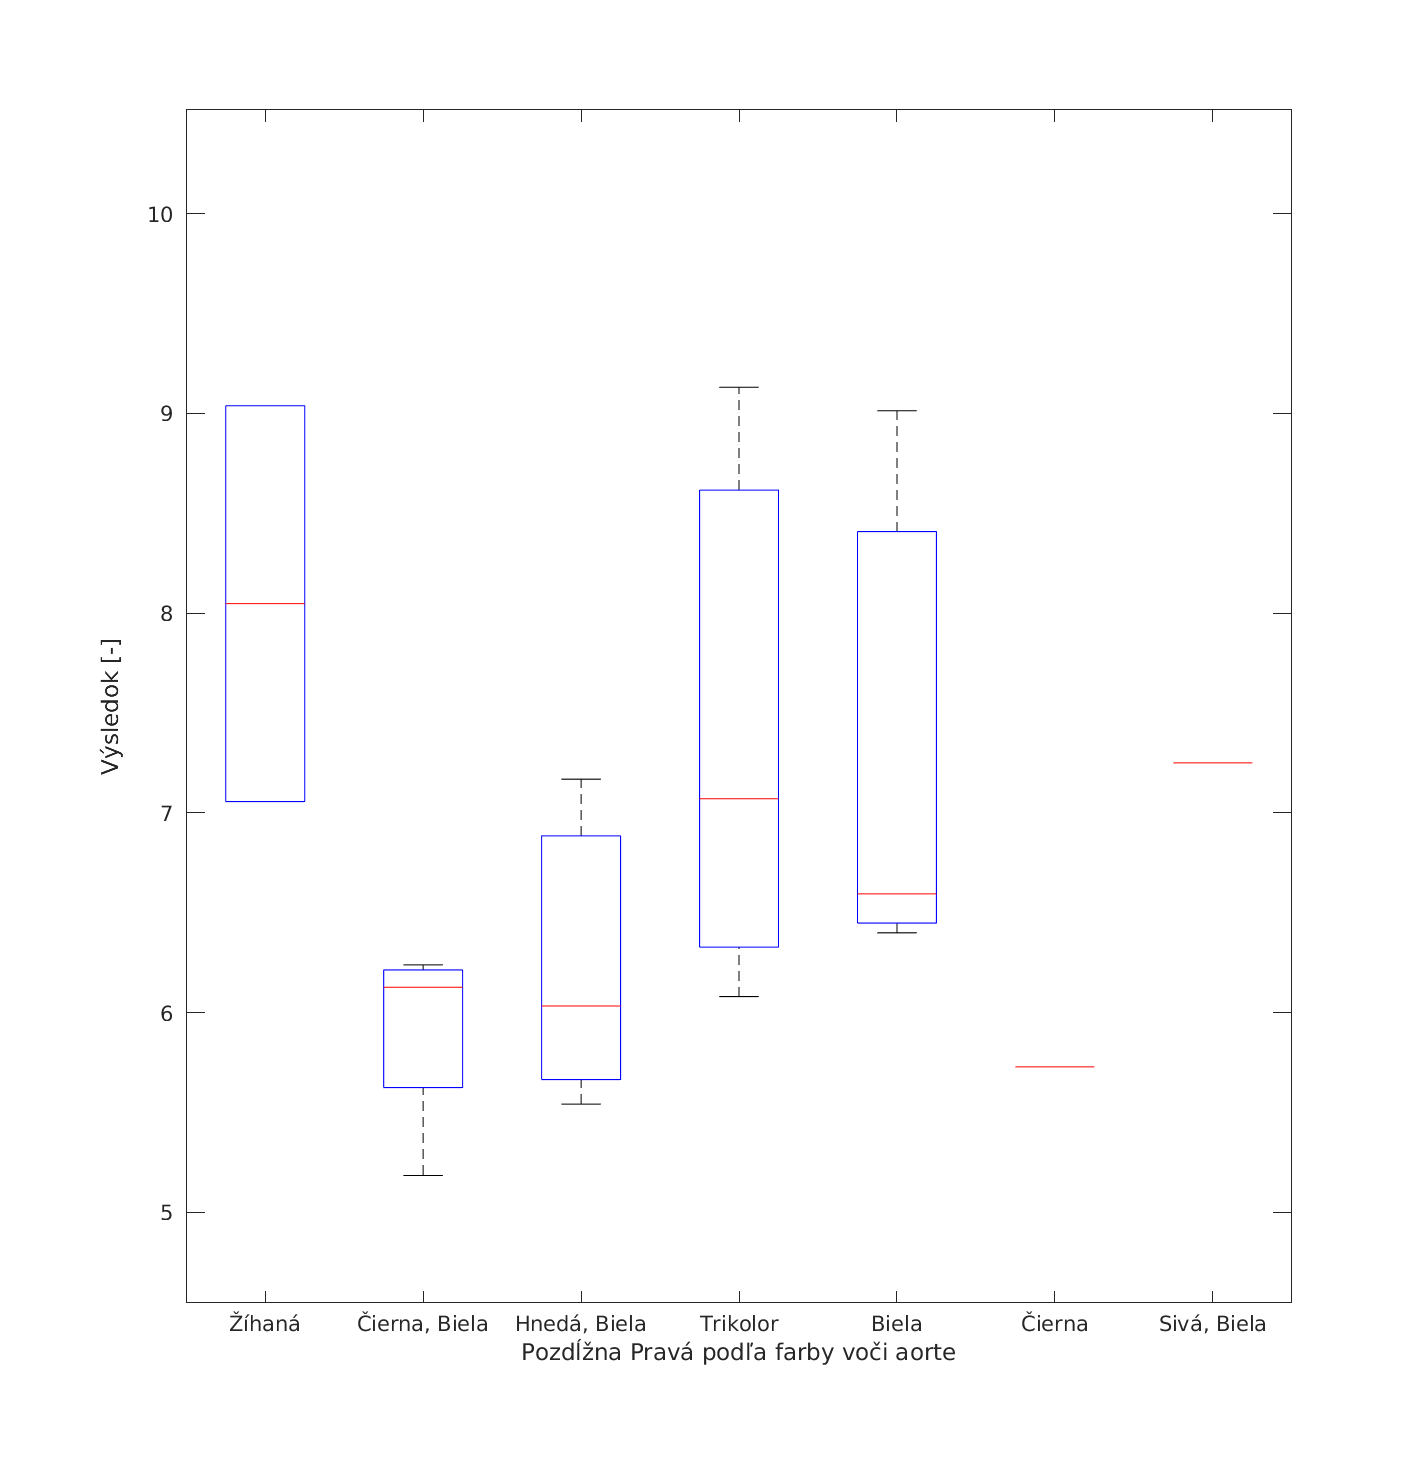 10
9
8
7
6
5
Výsledok [-]
Žíhaná
Čierna, Biela
Hnedá, Biela
Trikolor
Biela
Čierna
Sivá, Biela
Pozdĺžna Pravá podľa farby voči aorte